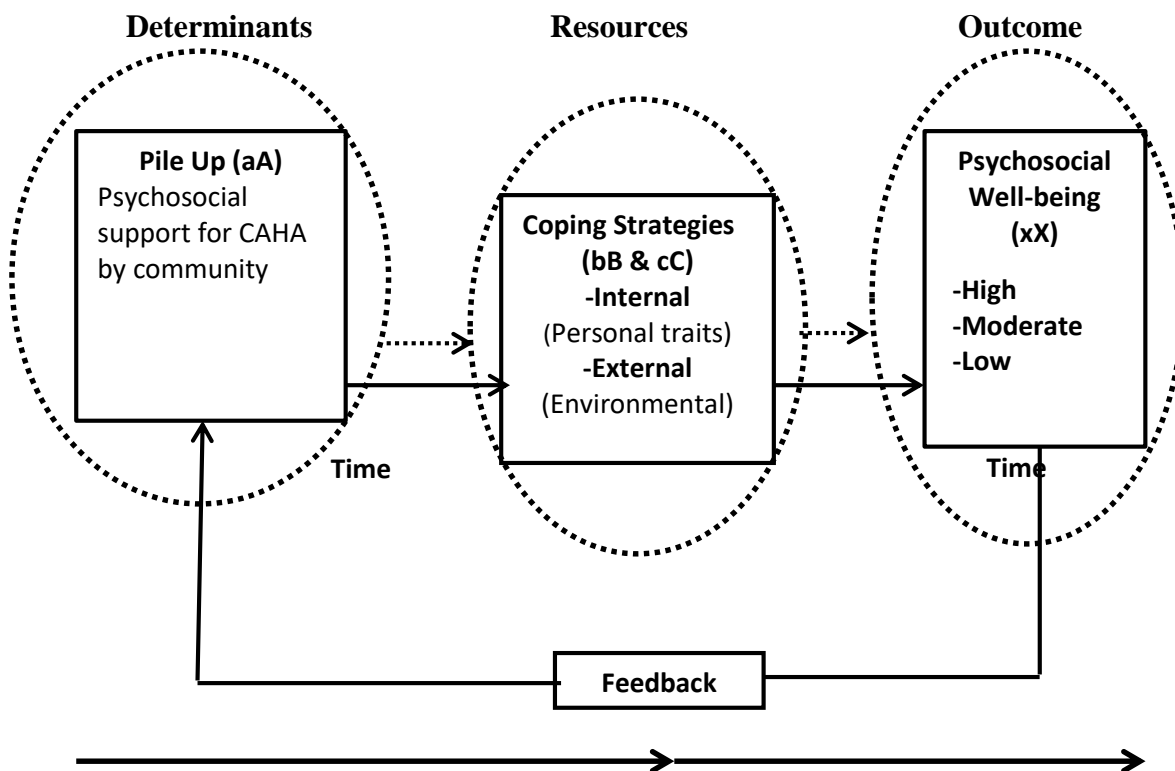 Determinants
Resources
Outcome
Pile Up (aA)
Psychosocial
support for CAHA
by community
Coping Strategies
(bB & cC)
-Internal
(Personal traits)
-External
(Environmental)
Psychosocial
Well-being
(xX)
-High
-Moderate
-Low
Time
Time
Feedback